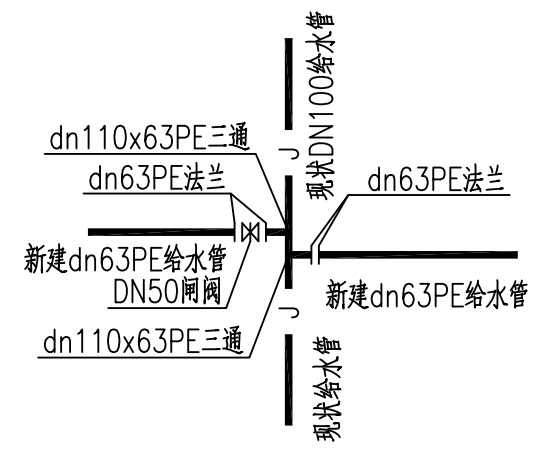 现状DN100给水管
dn110x63PE三通
J
dn63PE法兰
dn63PE法兰
新建dn63PE给水管
DN50闸阀
新建dn63PE给水管
J
dn110x63PE三通
现状给水管